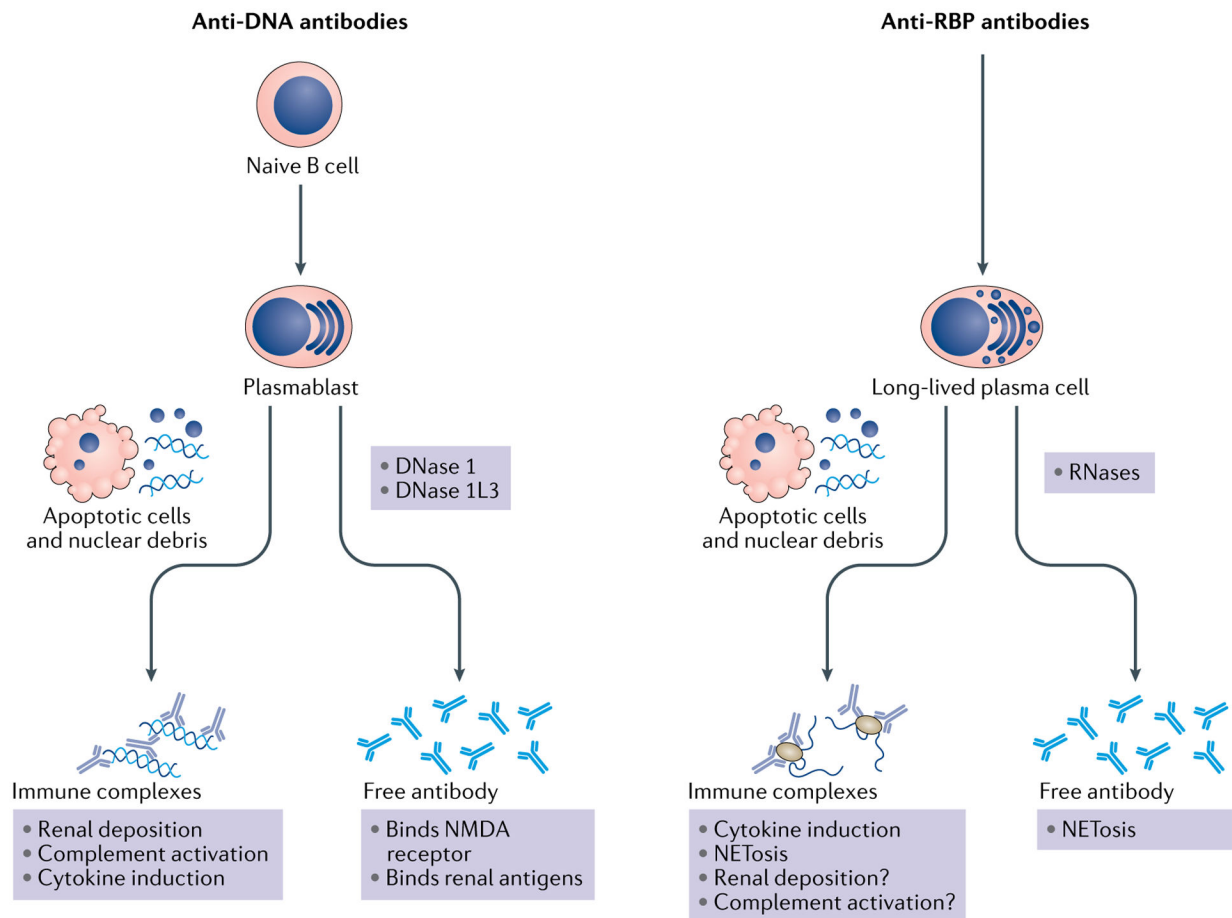 Anti-DNA antibodies
Naive B cell
Plasmablast
Apoptotic cells
and nuclear debris
• DNase 1
• DNase 1L3
Immune complexes
• Renal deposition
• Complement activation
• Cytokine induction
Free antibody
• Binds NMDA
receptor
• Binds renal antigens
Anti-RBP antibodies
Long-lived plasma cell
Apoptotic cells
and nuclear debris
• RNases
Immune complexes
• Cytokine induction
• NETosis
• Renal deposition?
• Complement activation?
Free antibody
• NETosis